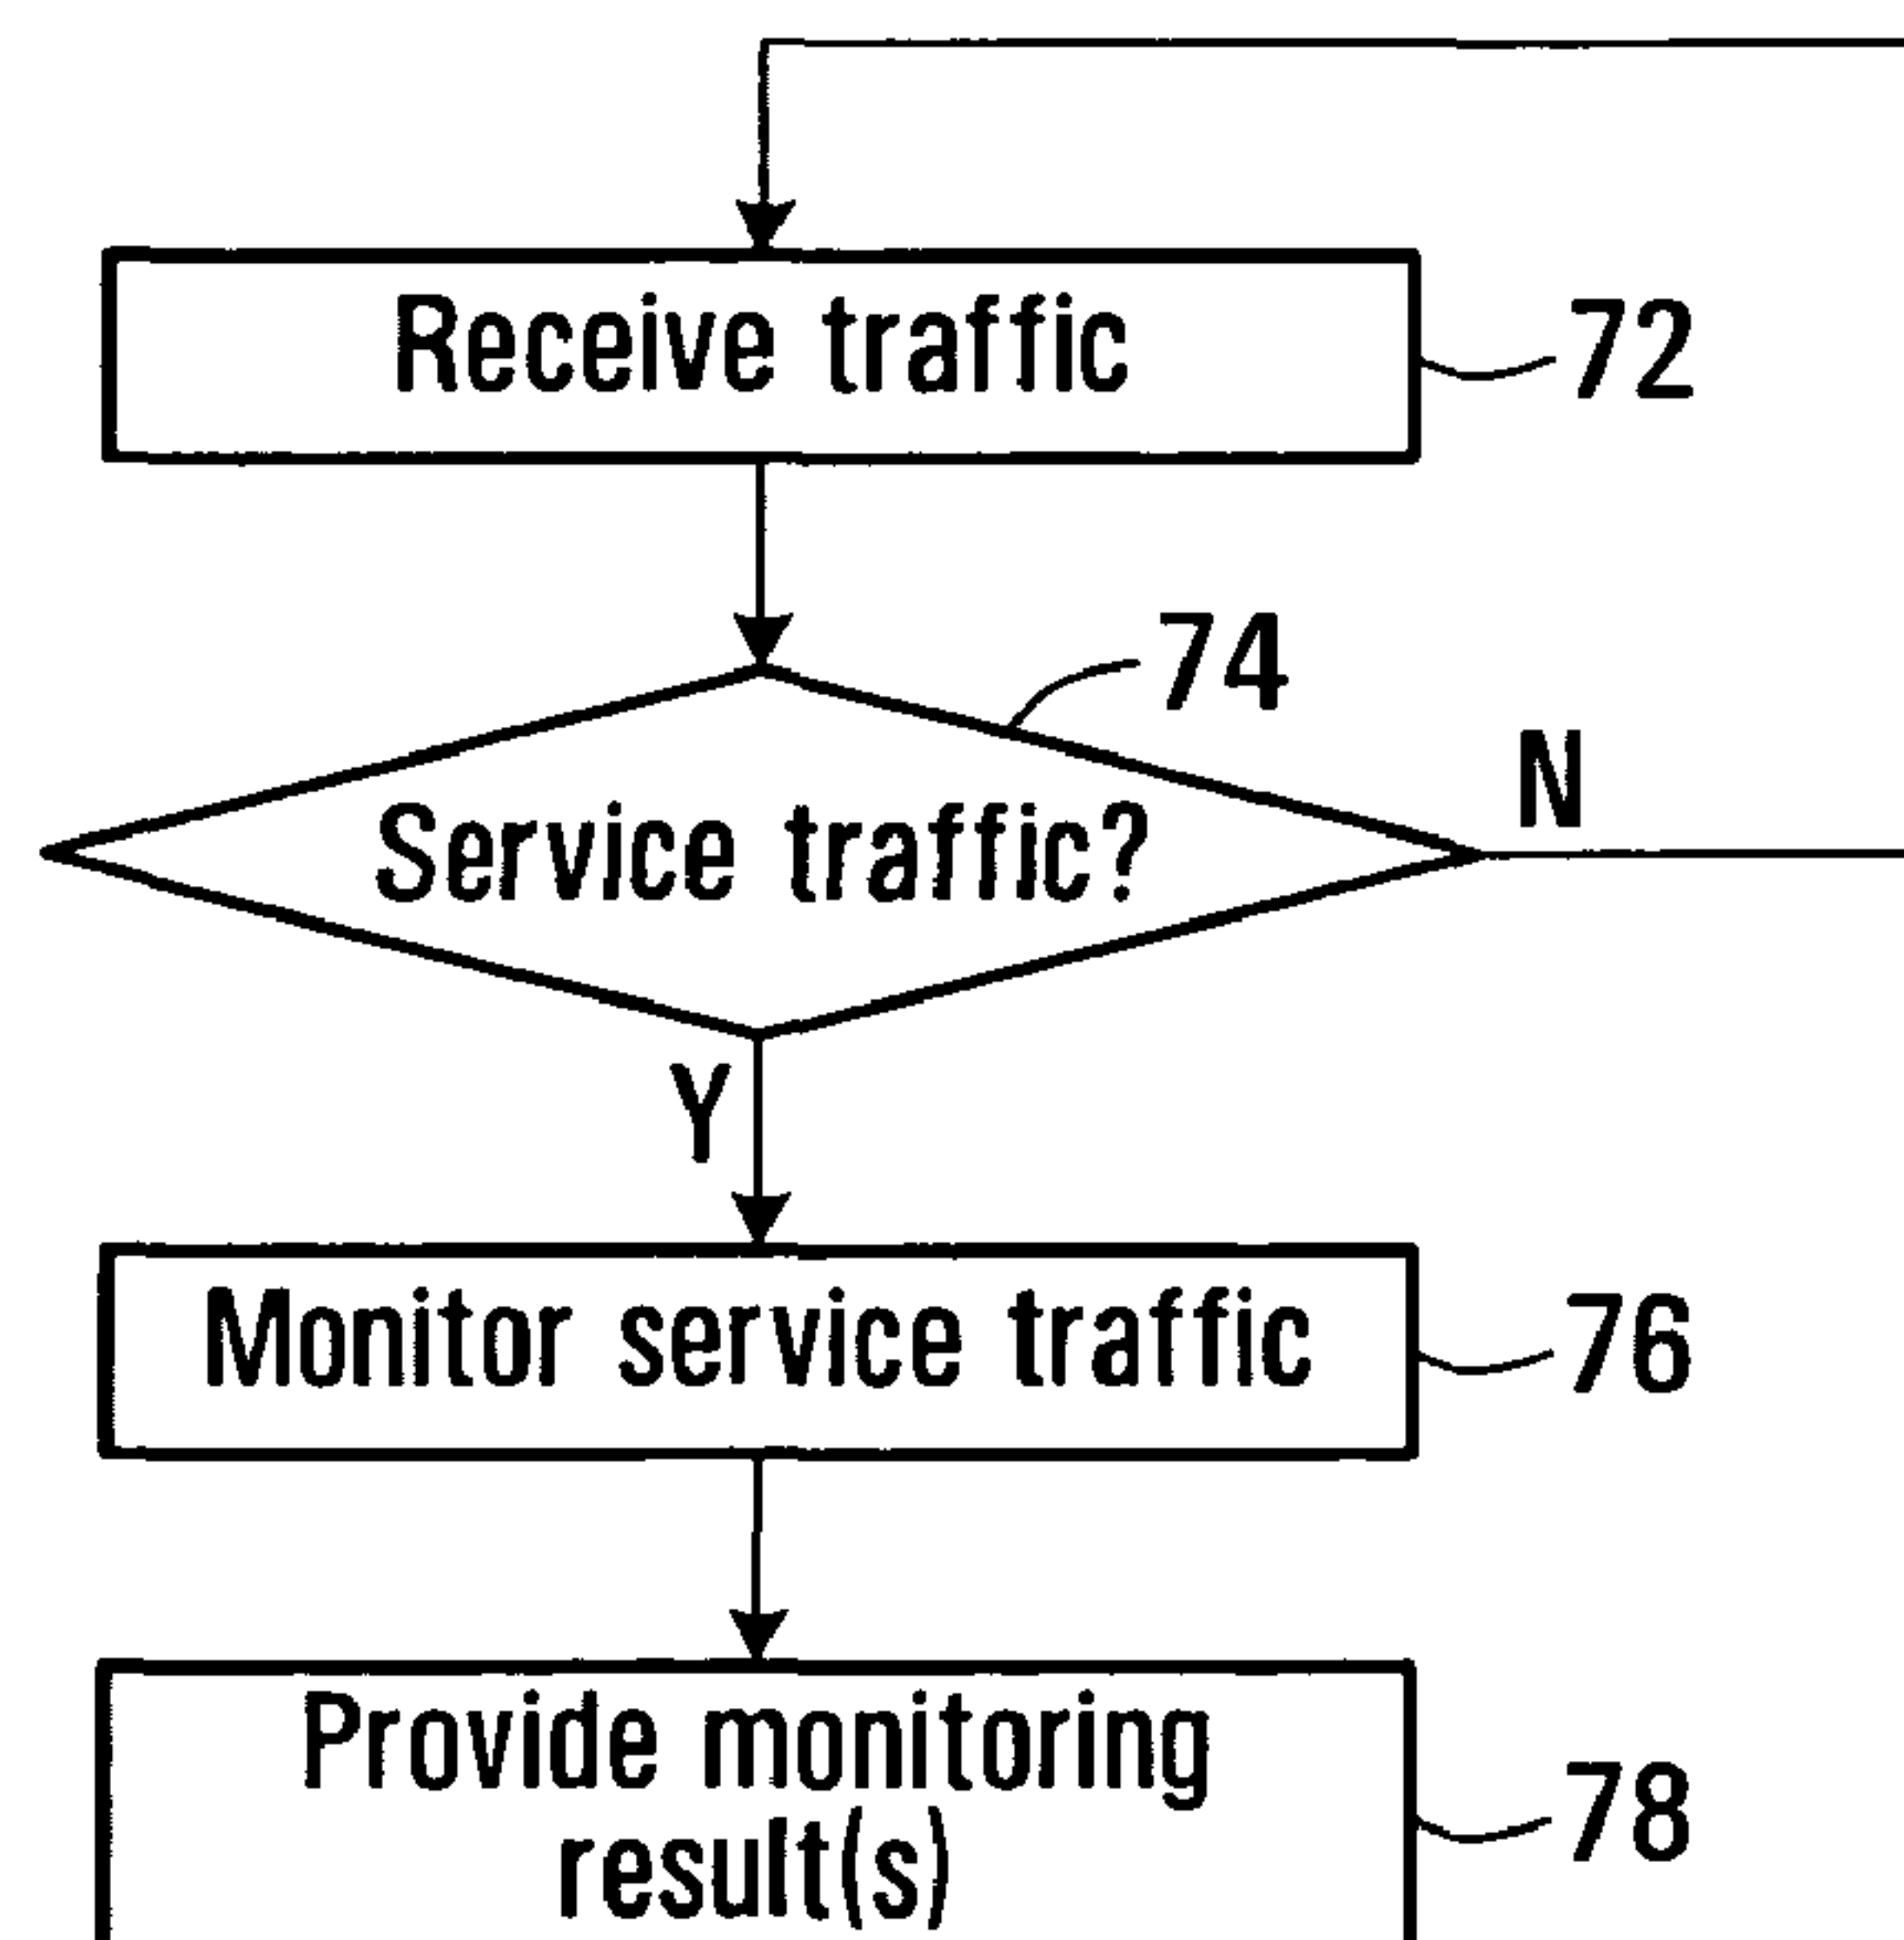 Receive traffic
72
74
Service traffic?
N
Y
Monitor service traffic
76
Provide monitoring
result(s)
78